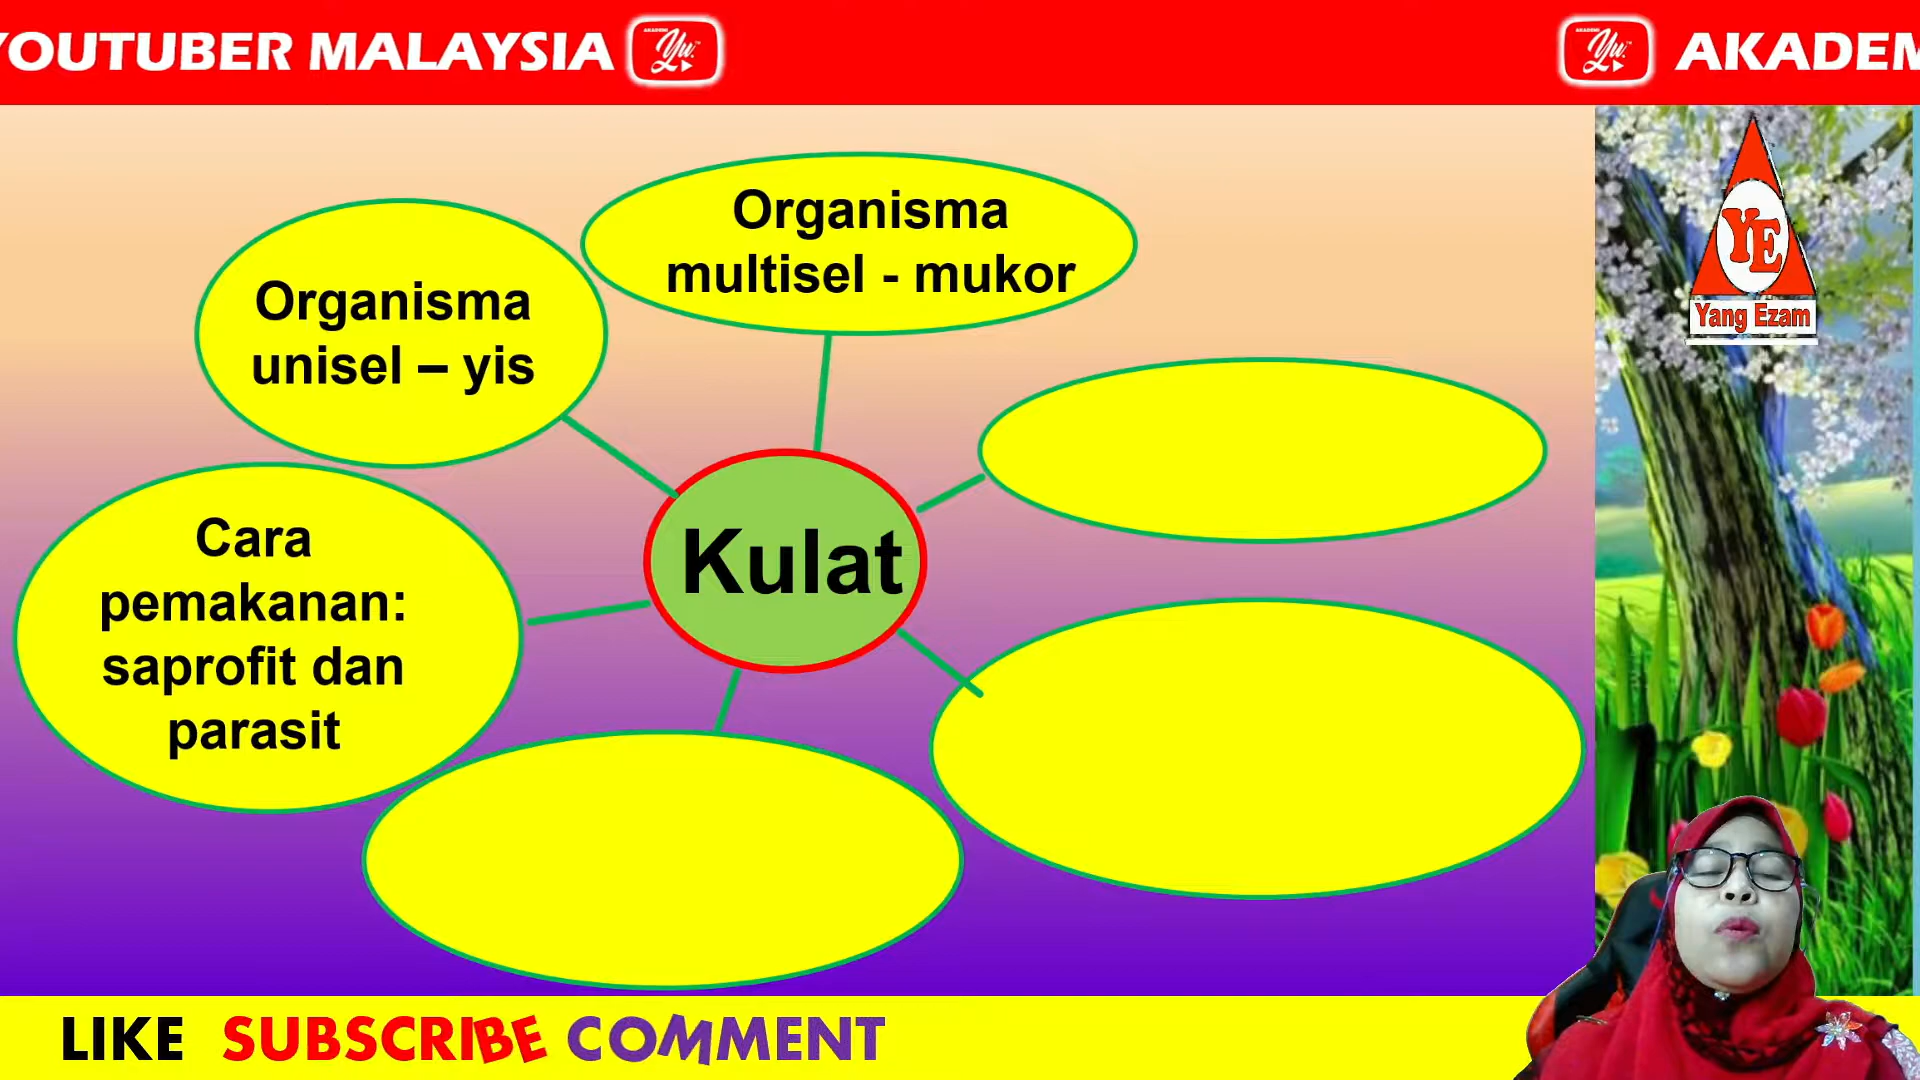 YOUTUBER MALAYSIA
AKADEM
Organisma
multisel - mukor
Organisma
unisel – yis
YE
Yang Ezam
Cara
pemakanan:
saprofit dan
parasit
Kulat
LIKE SUBSCRIBE COMMENT